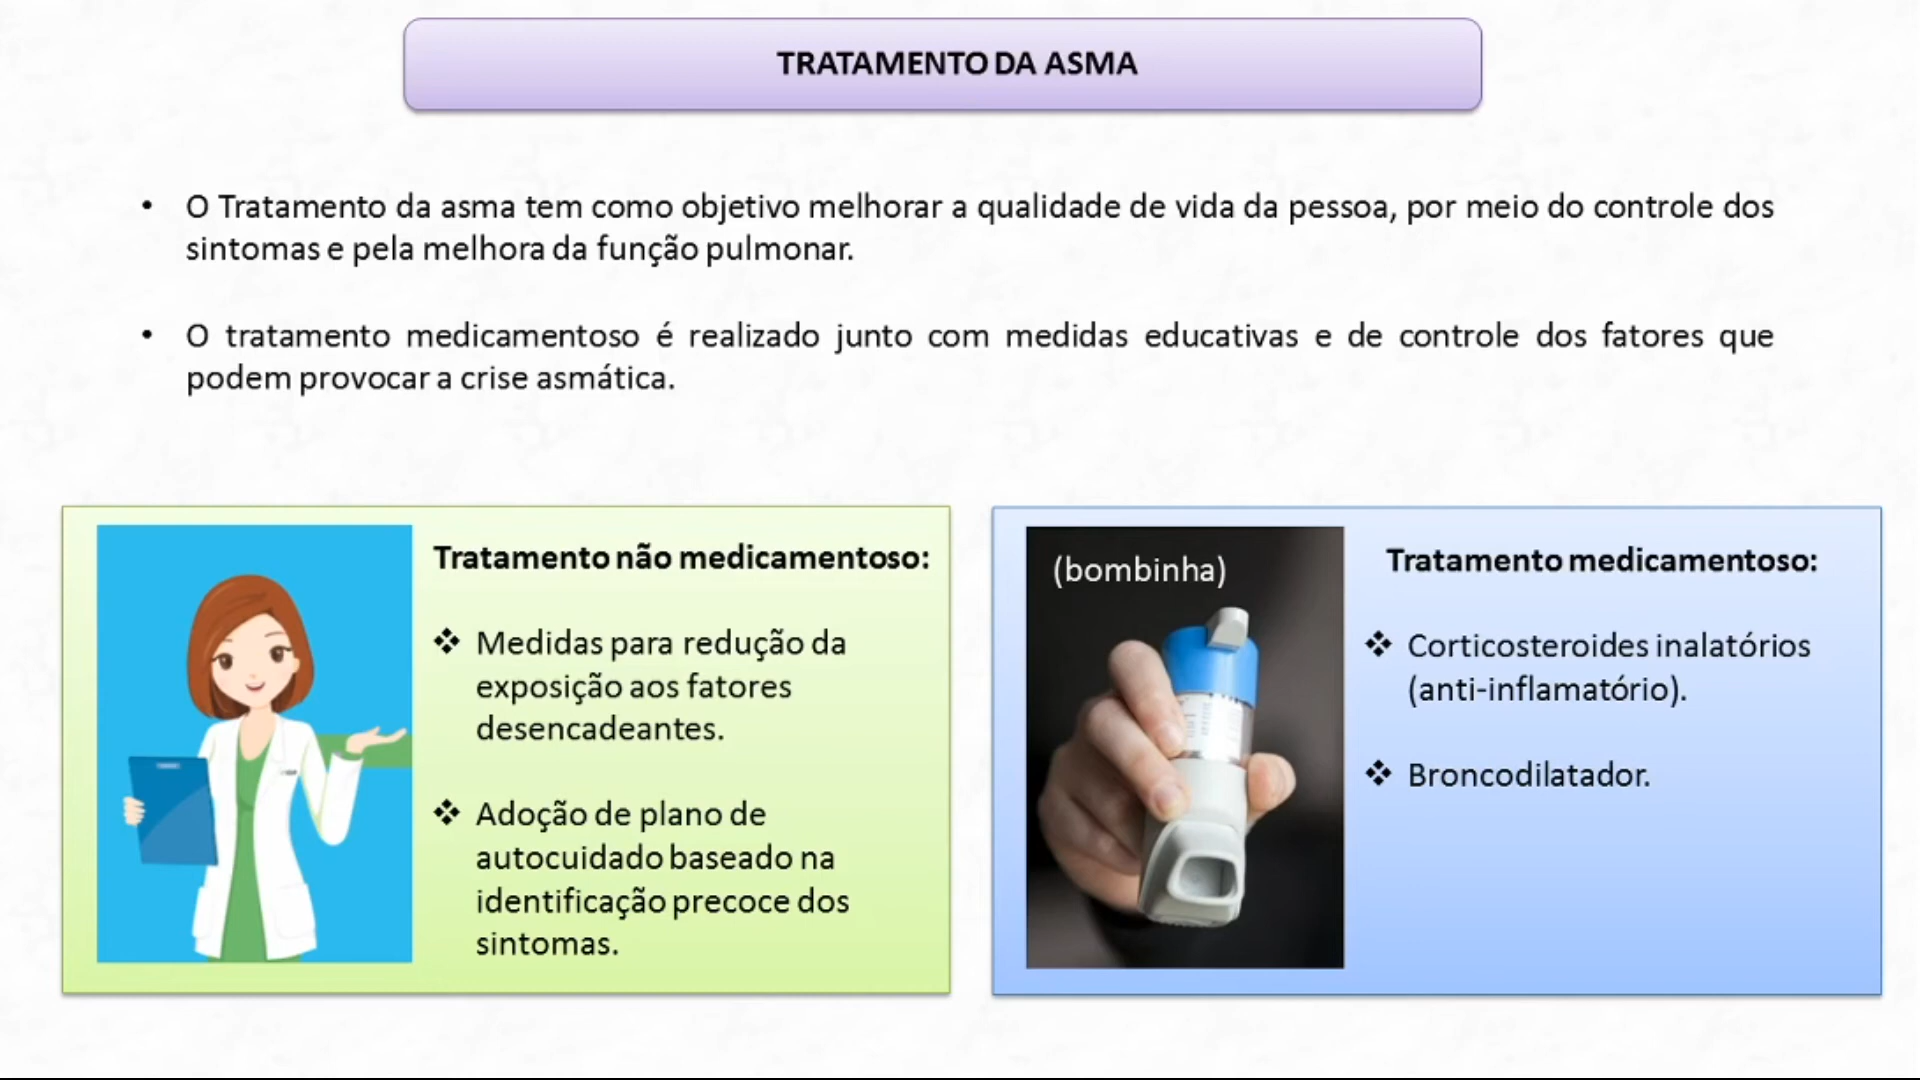 TRATAMENTO DA ASMA
• O Tratamento da asma tem como objetivo melhorar a qualidade de vida da pessoa, por meio do controle dos
sintomas e pela melhora da função pulmonar.
• O tratamento medicamentoso é realizado junto com medidas educativas e de controle dos fatores que
podem provocar a crise asmática.
Tratamento não medicamentoso:
❖ Medidas para redução da
exposição aos fatores
desencadeantes.
❖ Adoção de plano de
autocuidado baseado na
identificação precoce dos
sintomas.
(bombinha)
Tratamento medicamentoso:
❖ Corticosteroides inalatórios
(anti-inflamatório).
❖ Broncodilatador.